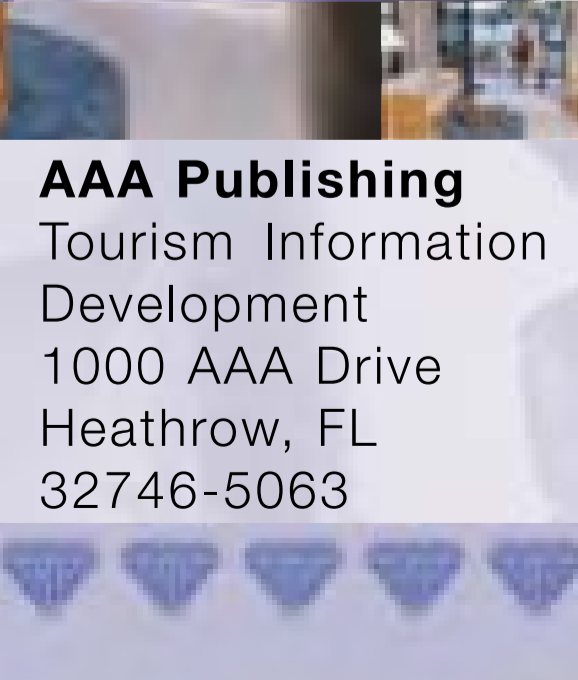 AAA Publishing
Tourism Information
Development
1000 AAA Drive
Heathrow, FL
32746-5063